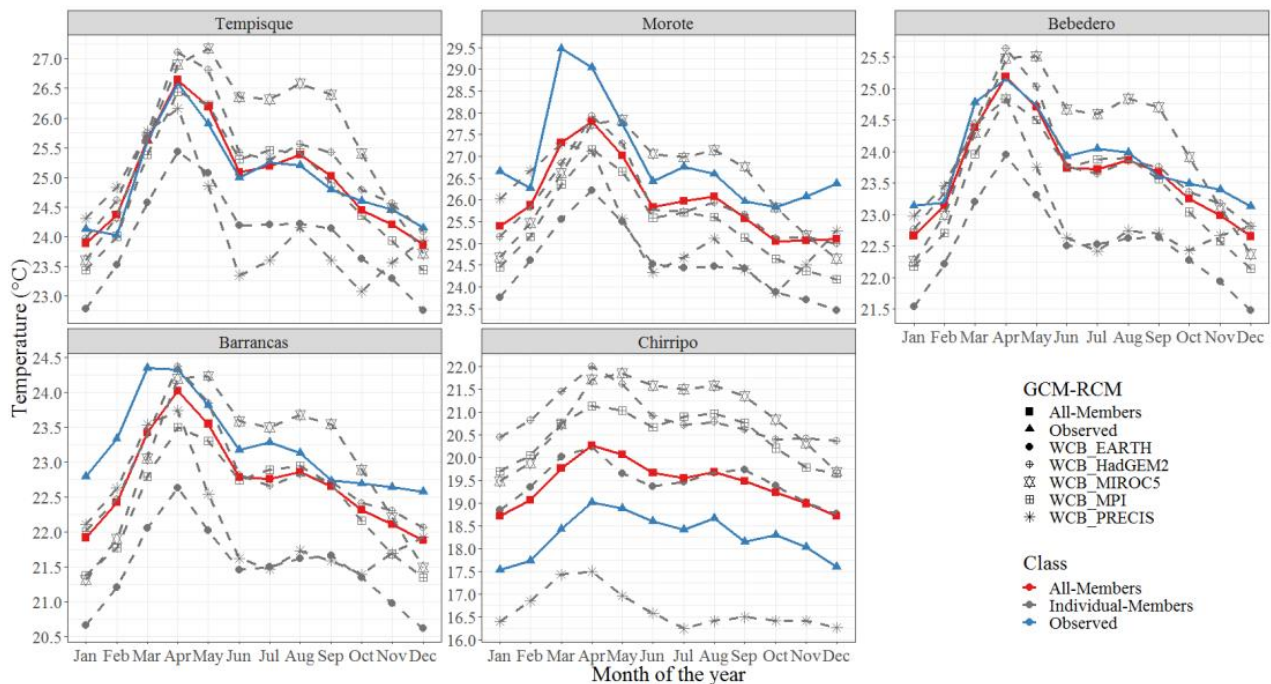 Tempisque
Morote
Bebedero
27.0
26.5
26.0
25.5
25.0
24.5
24.0
23.5
23.0
29.5
29.0
28.5
28.0
27.5
27.0
26.5
26.0
25.5
25.0
24.5
24.0
23.5
25.5
25.0
24.5
24.0
23.5
23.0
22.5
22.0
21.5
Jan Feb Mar Apr May Jun Jul Aug Sep Oct Nov Dec
Temperature (°C)
Barrancas
Chirripo
24.5
24.0
23.5
23.0
22.5
22.0
21.5
21.0
20.5
22.0
21.5
21.0
20.5
20.0
19.5
19.0
18.5
18.0
17.5
17.0
16.5
16.0
Jan Feb Mar Apr May Jun Jul Aug Sep Oct Nov Dec
Jan Feb Mar Apr May Jun Jul Aug Sep Oct Nov Dec
Month of the year
GCM-RCM
All-Members
Observed
WCB_EARTH
WCB_HadGEM2
WCB_MIROC5
WCB_MPI
WCB_PRECIS
Class
All-Members
Individual-Members
Observed